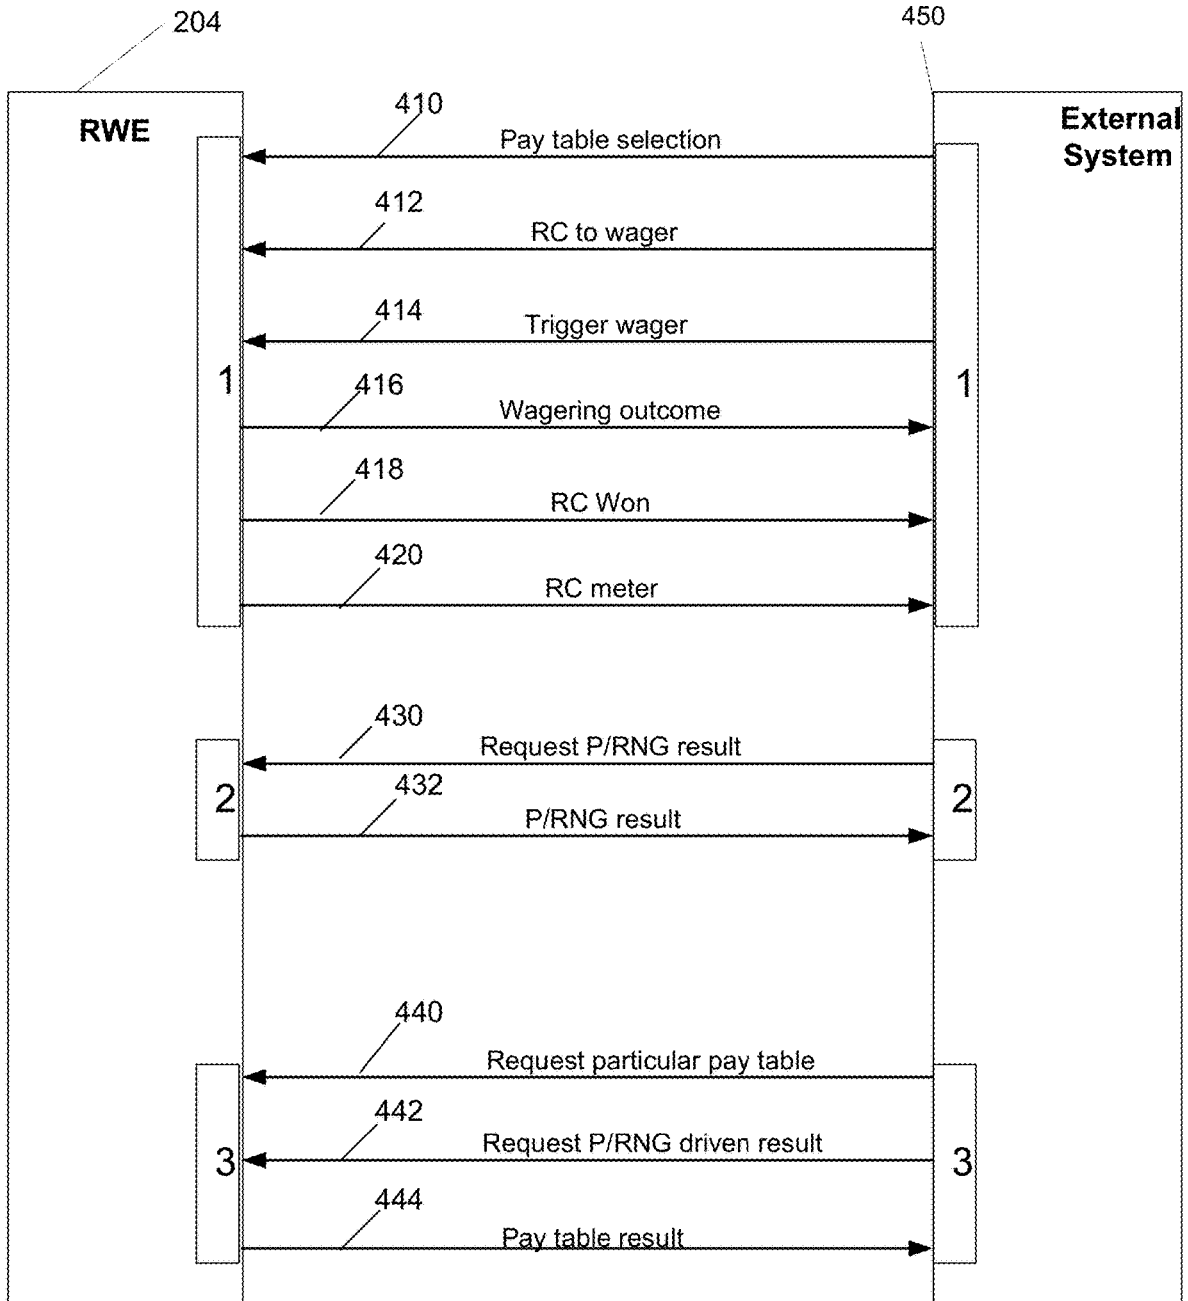 204
450
RWE
External
System
410
Pay table selection
412
RC to wager
414
Trigger wager
1
1
416
Wagering outcome
418
RC Won
420
RC meter
430
Request P/RNG result
2
2
432
P/RNG result
440
Request particular pay table
442
Request P/RNG driven result
3
3
444
Pay table result